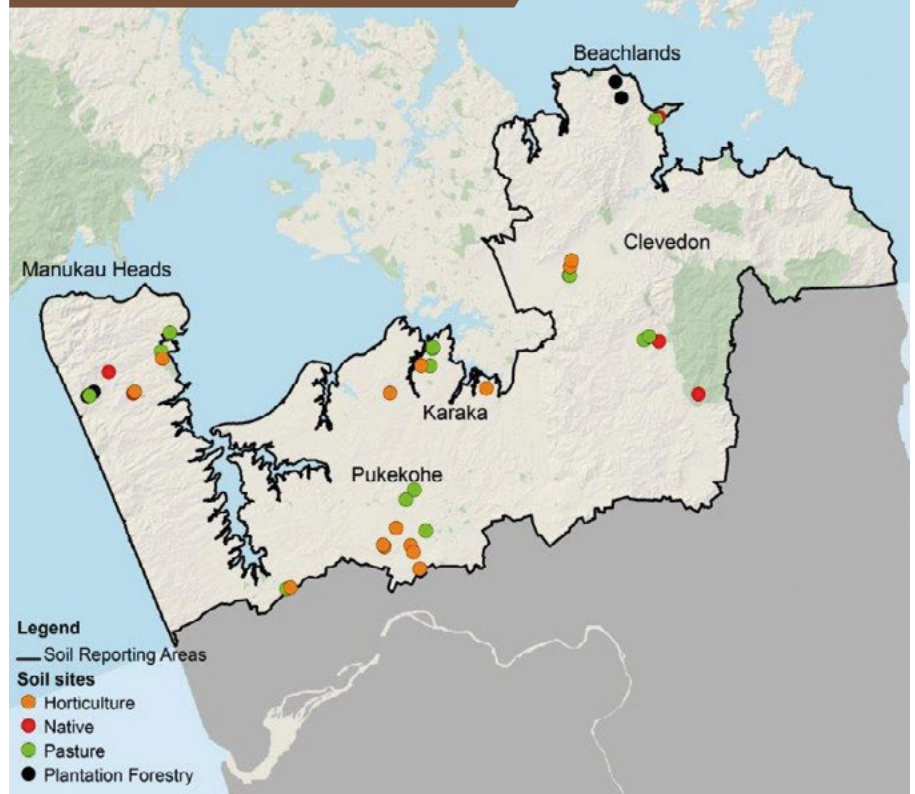 Beachlands
Clevedon
Manukau Heads
Karaka
Pukekohe
Legend
Soil Reporting Areas
Soil sites
Horticulture
Native
Pasture
Plantation Forestry